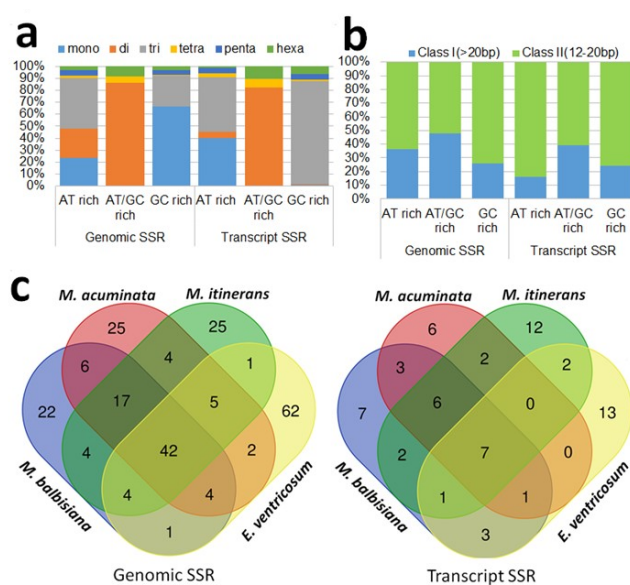 a
mono di tri tetra penta hexa
100%
90%
80%
70%
60%
50%
40%
30%
20%
10%
0%
AT rich AT/GC rich GC rich AT rich AT/GC rich GC rich
Genomic SSR Transcript SSR
b
Class I(>20bp) Class II(12-20bp)
100%
90%
80%
70%
60%
50%
40%
30%
20%
10%
0%
AT rich AT/GC rich GC rich AT rich AT/GC rich GC rich
Genomic SSR Transcript SSR
c
M. acuminata M. itinerans
25 25
6 4 1
22 17 5 62
4 42 2
4 4
1
M. balbisiana E. ventricosum
Genomic SSR
M. acuminata M. itinerans
6 12
3 2 2
7 6 0 13
2 7 0
1 1
3
M. balbisiana E. ventricosum
Transcript SSR